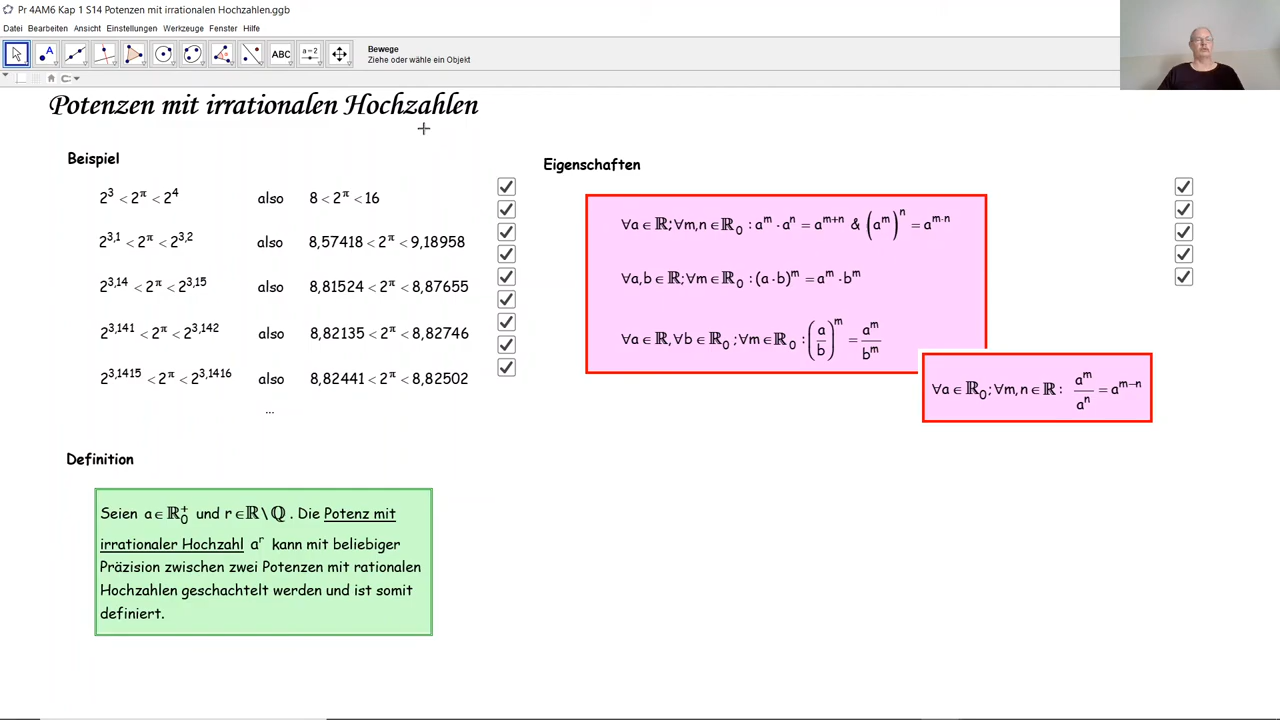 Pr 4AM6 Kap 1 S14 Potenzen mit irrationalen Hochzahlen.ggb
Datei Bearbeiten Ansicht Einstellungen Werkzeuge Fenster Hilfe
A ABC a=2 Bewege
Ziehe oder wähle ein Objekt
Potenzen mit irrationalen Hochzahlen
Beispiel
2^3 < 2^π < 2^4 also 8 < 2^π < 16
2^3,1 < 2^π < 2^3,2 also 8,57418 < 2^π < 9,18958
2^3,14 < 2^π < 2^3,15 also 8,81524 < 2^π < 8,87655
2^3,141 < 2^π < 2^3,142 also 8,82135 < 2^π < 8,82746
2^3,1415 < 2^π < 2^3,1416 also 8,82441 < 2^π < 8,82502
...
Definition
Seien a ∈ ℝ₀⁺ und r ∈ ℝ \ ℚ . Die Potenz mit
irrationaler Hochzahl a^r kann mit beliebiger
Präzision zwischen zwei Potenzen mit rationalen
Hochzahlen geschachtelt werden und ist somit
definiert.
Eigenschaften
∀a ∈ ℝ; ∀m,n ∈ ℝ₀ : a^m · a^n = a^(m+n) & (a^m)^n = a^(m·n)
∀a,b ∈ ℝ; ∀m ∈ ℝ₀ : (a · b)^m = a^m · b^m
∀a ∈ ℝ, ∀b ∈ ℝ₀ ; ∀m ∈ ℝ₀ : (a/b)^m = a^m/b^m
∀a ∈ ℝ₀; ∀m,n ∈ ℝ : a^m/a^n = a^(m−n)